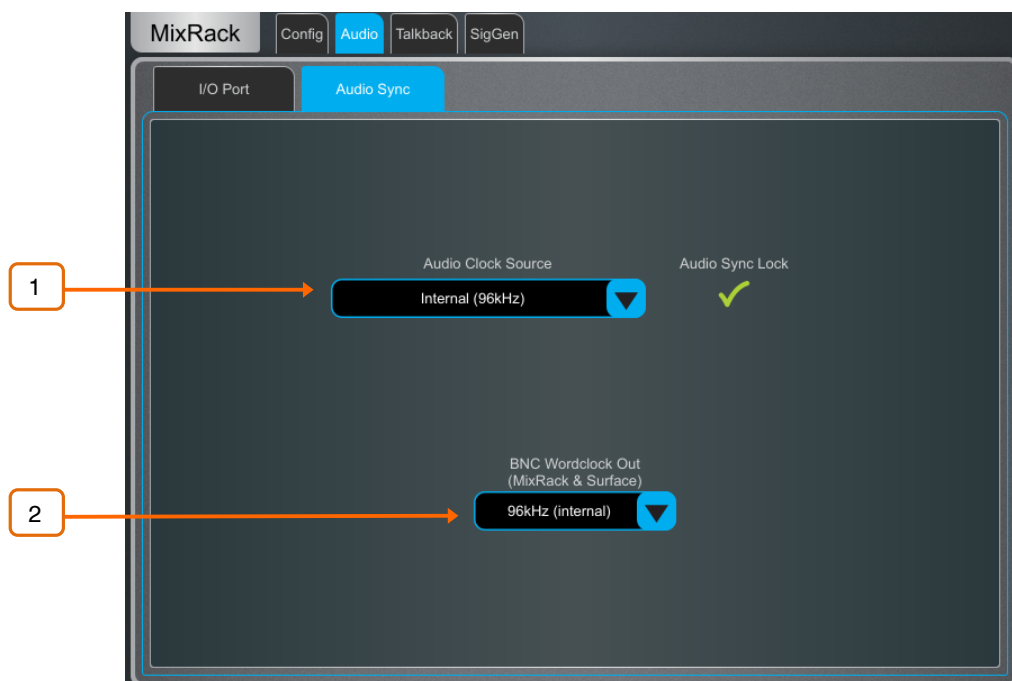 MixRack
Config
Audio
Talkback
SigGen
I/O Port
Audio Sync
Audio Clock Source
Audio Sync Lock
1
Internal (96kHz)
BNC Wordclock Out
(MixRack & Surface)
2
96kHz (internal)